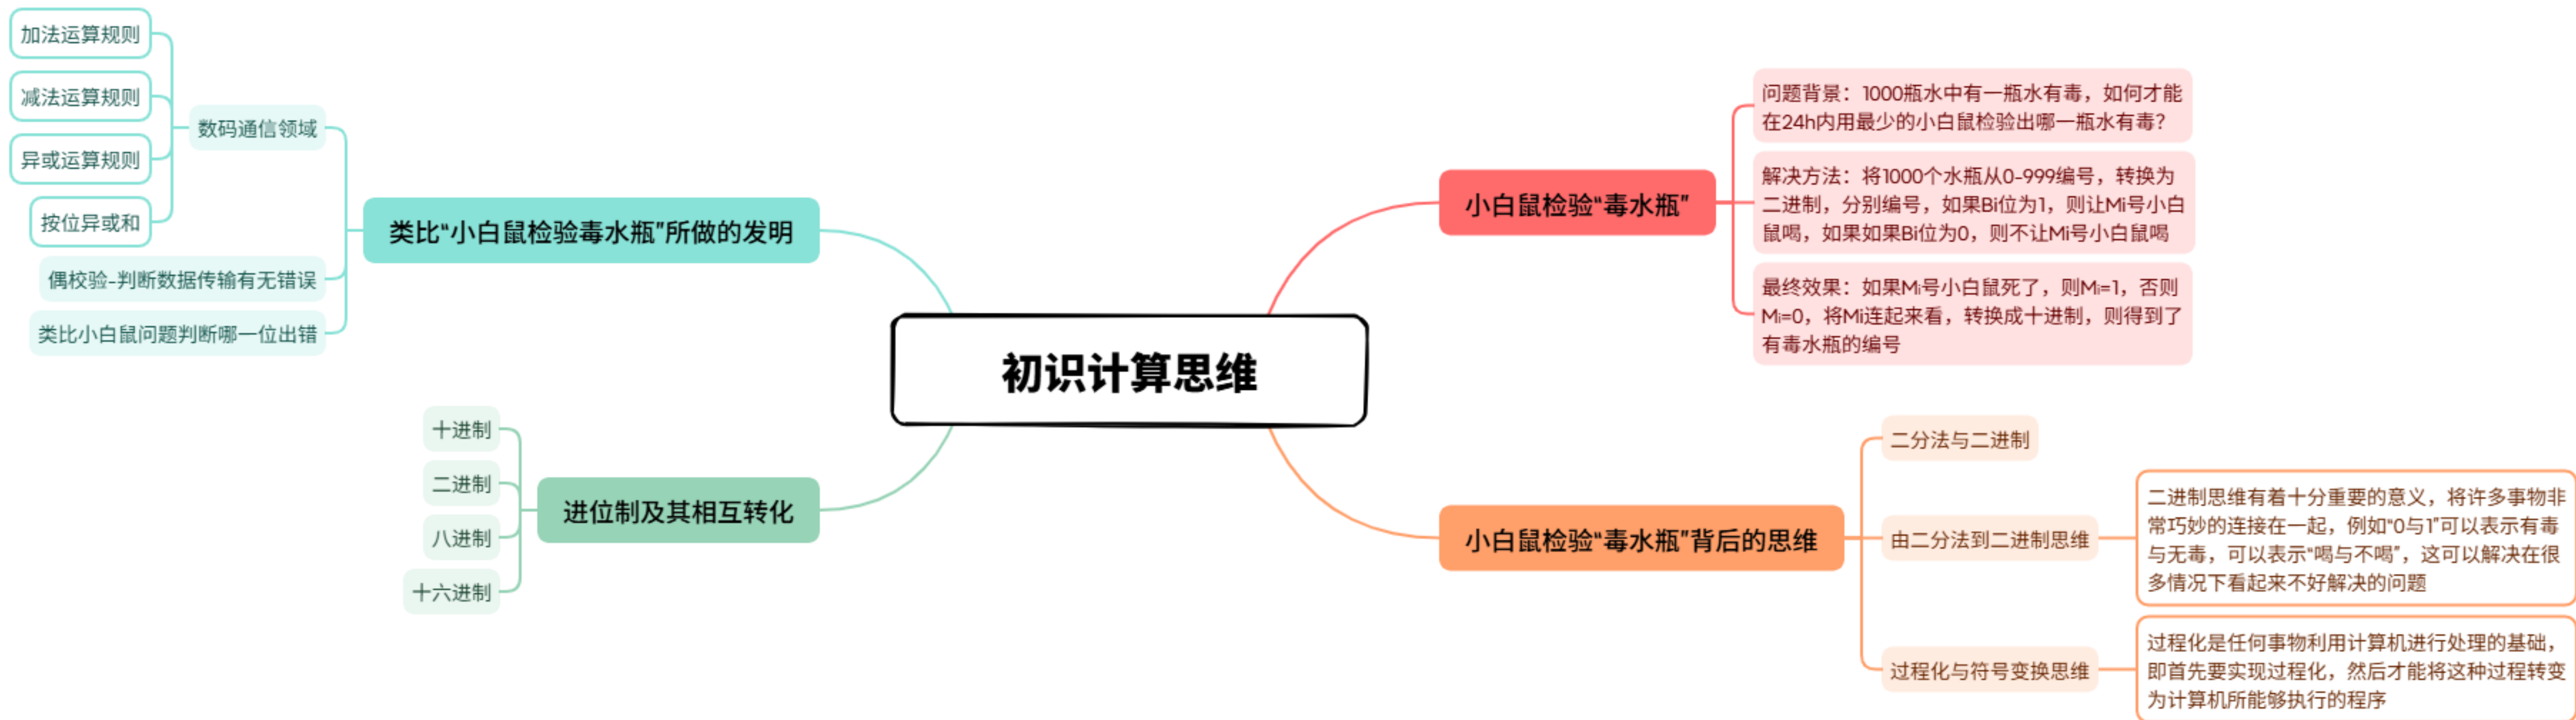 初识计算思维
小白鼠检验“毒水瓶”
问题背景：1000瓶水中有一瓶水有毒，如何才能
在24h内用最少的小白鼠检验出哪一瓶水有毒？
解决方法：将1000个水瓶从0-999编号，转换为
二进制，分别编号，如果Bi位为1，则让Mi号小白
鼠喝，如果如果Bi位为0，则不让Mi号小白鼠喝
最终效果：如果Mi号小白鼠死了，则Mi=1，否则
Mi=0，将Mi连起来看，转换成十进制，则得到了
有毒水瓶的编号
小白鼠检验“毒水瓶”背后的思维
二分法与二进制
由二分法到二进制思维
二进制思维有着十分重要的意义，将许多事物非
常巧妙的连接在一起，例如“0与1”可以表示有毒
与无毒，可以表示“喝与不喝”，这可以解决在很
多情况下看起来不好解决的问题
过程化与符号变换思维
过程化是任何事物利用计算机进行处理的基础，
即首先要实现过程化，然后才能将这种过程转变
为计算机所能够执行的程序
类比“小白鼠检验毒水瓶”所做的发明
数码通信领域
加法运算规则
减法运算规则
异或运算规则
按位异或和
偶校验-判断数据传输有无错误
类比小白鼠问题判断哪一位出错
进位制及其相互转化
十进制
二进制
八进制
十六进制